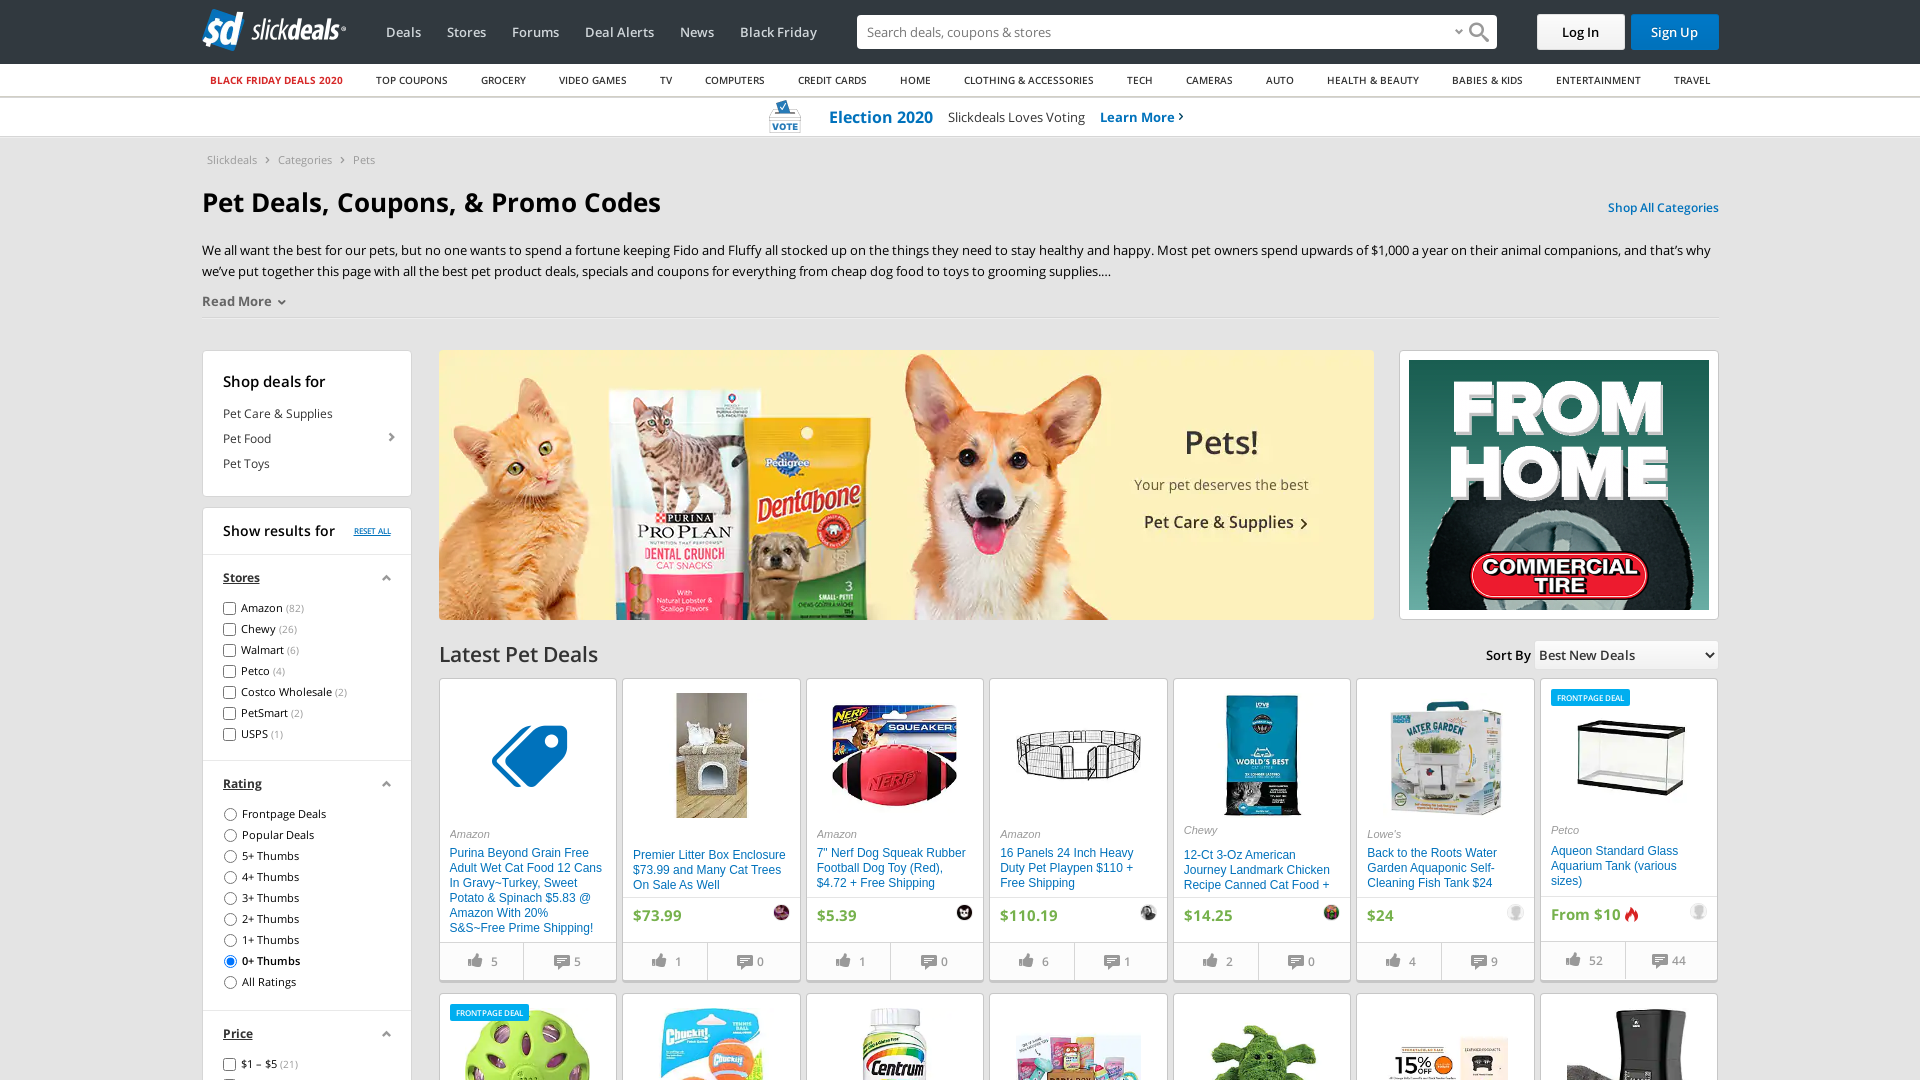 slickdeals
Deals
Stores
Forums
Deal Alerts
News
Black Friday
Search deals, coupons & stores
Log In
Sign Up
BLACK FRIDAY DEALS 2020
TOP COUPONS
GROCERY
VIDEO GAMES
TV
COMPUTERS
CREDIT CARDS
HOME
CLOTHING & ACCESSORIES
TECH
CAMERAS
AUTO
HEALTH & BEAUTY
BABIES & KIDS
ENTERTAINMENT
TRAVEL
VOTE
Election 2020
Slickdeals Loves Voting
Learn More
Slickdeals
Categories
Pets
Pet Deals, Coupons, & Promo Codes
Shop All Categories
We all want the best for our pets, but no one wants to spend a fortune keeping Fido and Fluffy all stocked up on the things they need to stay healthy and happy. Most pet owners spend upwards of $1,000 a year on their animal companions, and that’s why
we’ve put together this page with all the best pet product deals, specials and coupons for everything from cheap dog food to toys to grooming supplies.…
Read More
Shop deals for
Pet Care & Supplies
Pet Food
Pet Toys
Show results for
RESET ALL
Stores
Amazon (82)
Chewy (26)
Walmart (6)
Petco (4)
Costco Wholesale (2)
PetSmart (2)
USPS (1)
Rating
Frontpage Deals
Popular Deals
5+ Thumbs
4+ Thumbs
3+ Thumbs
2+ Thumbs
1+ Thumbs
0+ Thumbs
All Ratings
Price
$1 – $5 (21)
PURINA
PRO PLAN
DENTAL CRUNCH
CAT SNACKS
With
Natural Lobster &
Scallop Flavors
Pedigree
Dentabone
3
SMALL-PETIT
Pets!
Your pet deserves the best
Pet Care & Supplies
FROM
HOME
COMMERCIAL
TIRE
Latest Pet Deals
Sort By
Best New Deals
Amazon
Purina Beyond Grain Free
Adult Wet Cat Food 12 Cans
In Gravy~Turkey, Sweet
Potato & Spinach $5.83 @
Amazon With 20%
S&S~Free Prime Shipping!
5
5
Premier Litter Box Enclosure
$73.99 and Many Cat Trees
On Sale As Well
$73.99
1
0
NERF DOG
SQUEAKER
NERF
Amazon
7" Nerf Dog Squeak Rubber
Football Dog Toy (Red),
$4.72 + Free Shipping
$5.39
1
0
Amazon
16 Panels 24 Inch Heavy
Duty Pet Playpen $110 +
Free Shipping
$110.19
6
1
LOVE
WORLD'S BEST
Chewy
12-Ct 3-Oz American
Journey Landmark Chicken
Recipe Canned Cat Food +
$14.25
2
0
WATER GARDEN
Lowe's
Back to the Roots Water
Garden Aquaponic Self-
Cleaning Fish Tank $24
$24
4
9
FRONTPAGE DEAL
Petco
Aqueon Standard Glass
Aquarium Tank (various
sizes)
From $10
52
44
FRONTPAGE DEAL
Chuckit!
TENNIS
BALL
Centrum
15%
OFF